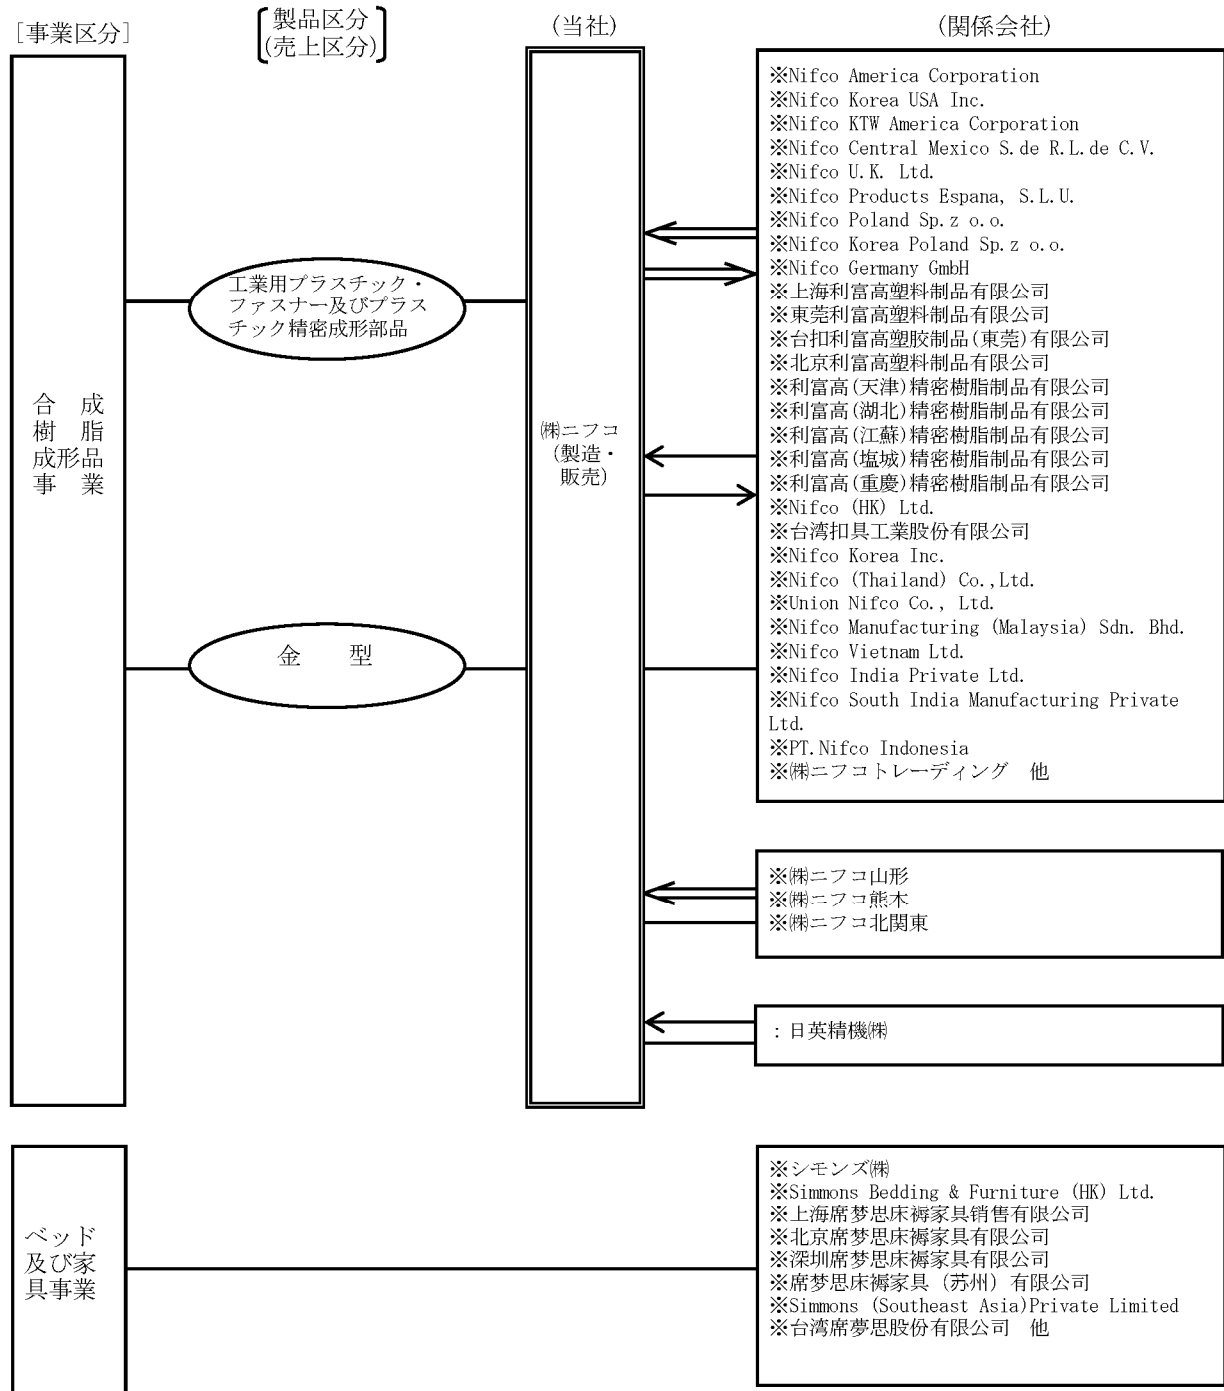 [事業区分]
製品区分
(売上区分)
(当社)
(関係会社)
合成
樹脂
成形品
事業
工業用プラスチック・
ファスナー及びプラス
チック精密成形部品
金型
㈱ニフコ
(製造・
販売)
※Nifco America Corporation
※Nifco Korea USA Inc.
※Nifco KTW America Corporation
※Nifco Central Mexico S.de R.L.de C.V.
※Nifco U.K. Ltd.
※Nifco Products Espana, S.L.U.
※Nifco Poland Sp.z o.o.
※Nifco Korea Poland Sp.z o.o.
※Nifco Germany GmbH
※上海利富高塑料制品有限公司
※東莞利富高塑料制品有限公司
※台扣利富高塑胶制品(東莞)有限公司
※北京利富高塑料制品有限公司
※利富高(天津)精密樹脂制品有限公司
※利富高(湖北)精密樹脂制品有限公司
※利富高(江蘇)精密樹脂制品有限公司
※利富高(塩城)精密樹脂制品有限公司
※利富高(重慶)精密樹脂制品有限公司
※Nifco (HK) Ltd.
※台湾扣具工業股份有限公司
※Nifco Korea Inc.
※Nifco (Thailand) Co.,Ltd.
※Union Nifco Co., Ltd.
※Nifco Manufacturing (Malaysia) Sdn. Bhd.
※Nifco Vietnam Ltd.
※Nifco India Private Ltd.
※Nifco South India Manufacturing Private
Ltd.
※PT.Nifco Indonesia
※㈱ニフコトレーディング　他
※㈱ニフコ山形
※㈱ニフコ熊本
※㈱ニフコ北関東
：日英精機㈱
ベッド
及び家
具事業
※シモンズ㈱
※Simmons Bedding & Furniture (HK) Ltd.
※上海席梦思床褥家具销售有限公司
※北京席梦思床褥家具有限公司
※深圳席梦思床褥家具有限公司
※席梦思床褥家具（苏州）有限公司
※Simmons (Southeast Asia)Private Limited
※台湾席夢思股份有限公司　他